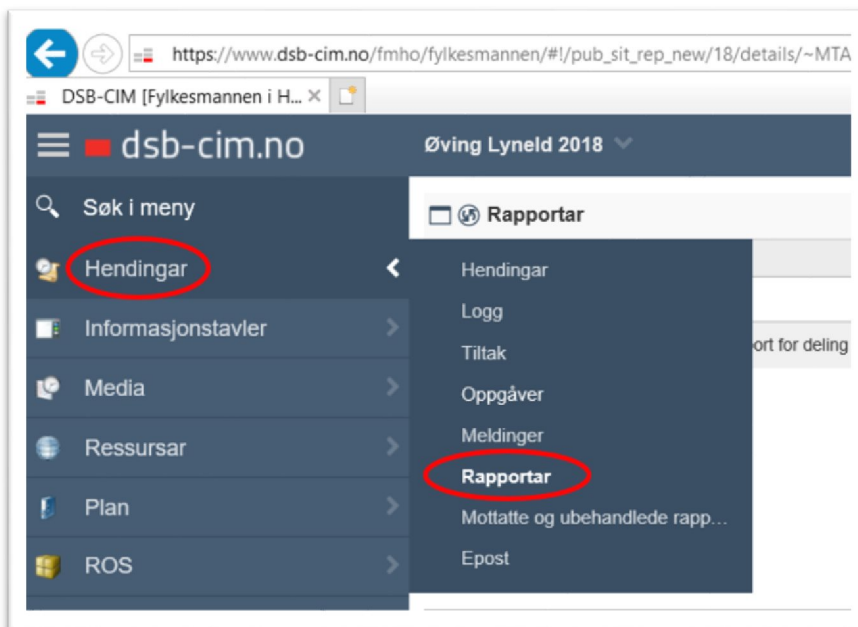 https://www.dsb-cim.no/fmho/fylkesmannen/#!/pub_sit_rep_new/18/details/~MTA
DSB-CIM [Fylkesmannen i H...
dsb-cim.no
Øving Lyneld 2018
Søk i meny
Rapportar
Hendingar
Hendingar
Logg
Informasjonstavler
Tiltak
ort for deling
Media
Oppgåver
Meldinger
Ressursar
Rapportar
Plan
Mottatte og ubehandlede rapp...
ROS
Epost